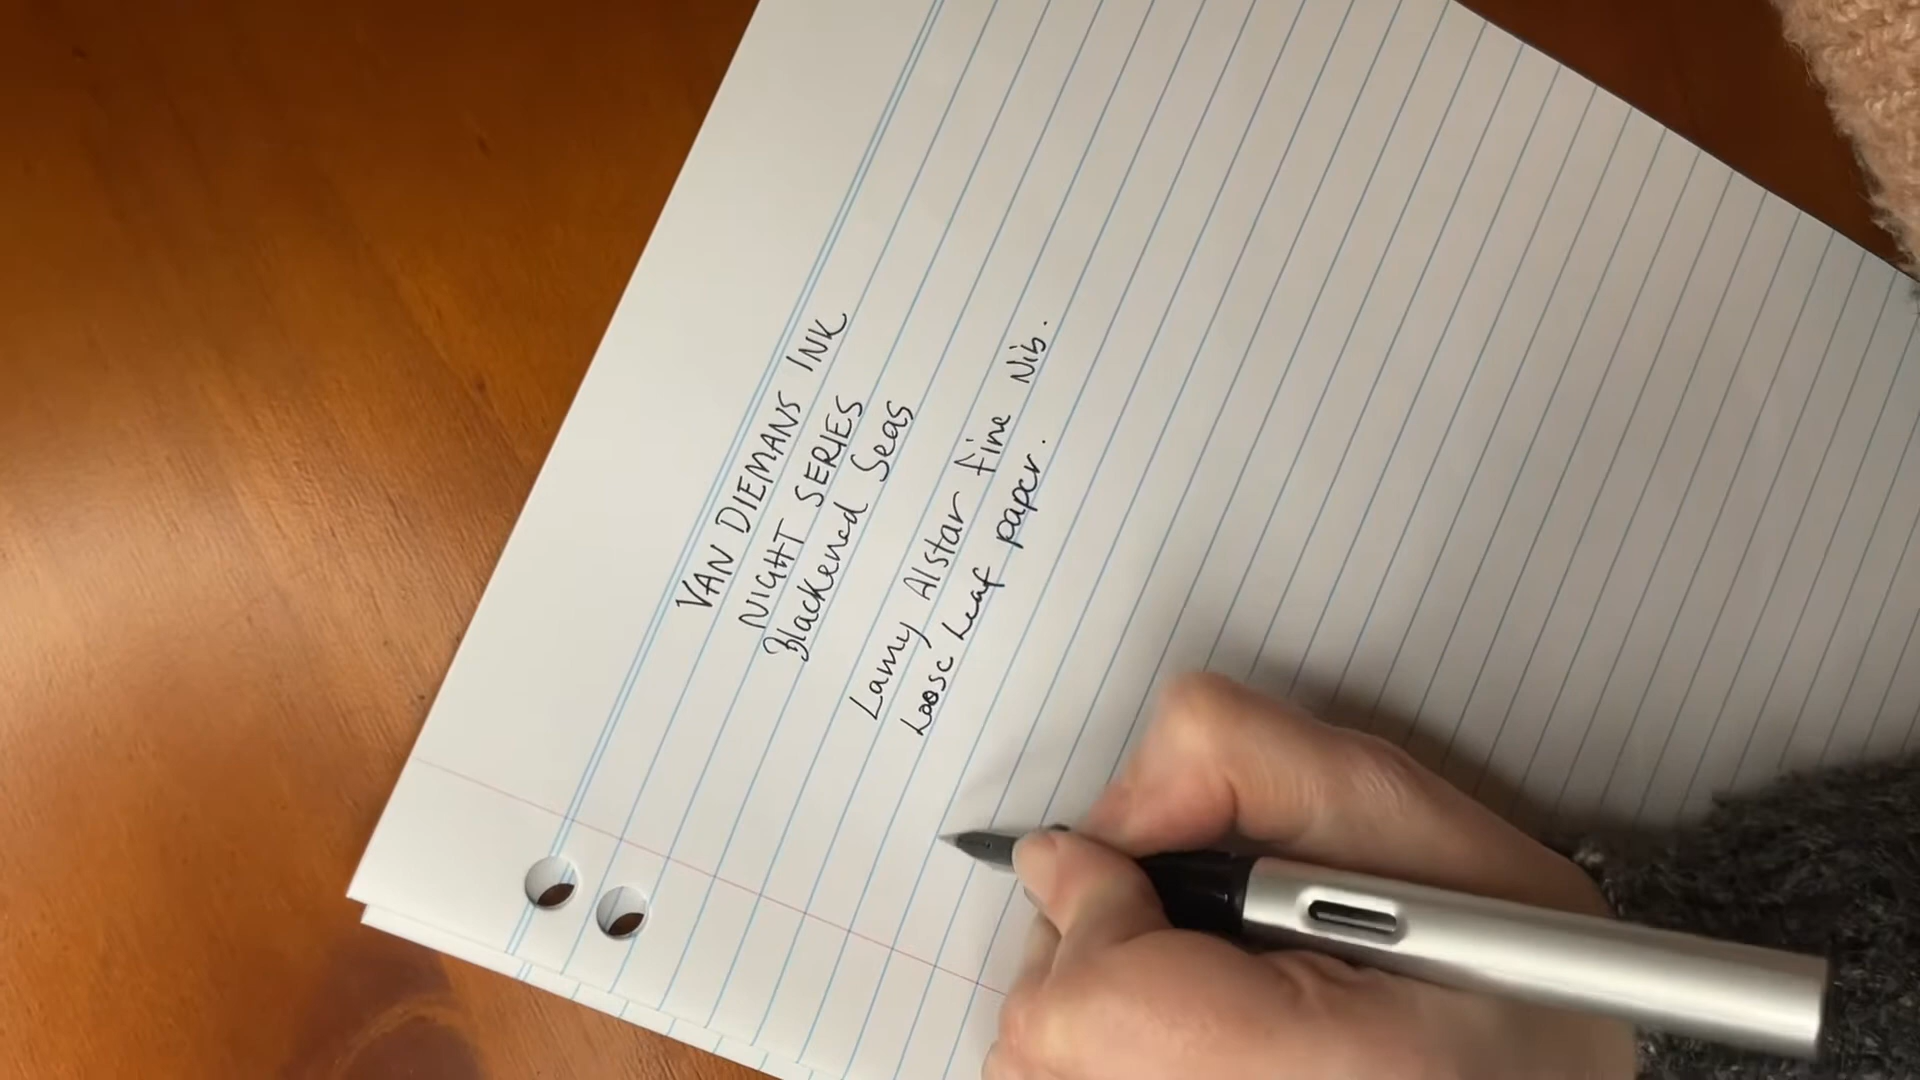 VAN DIEMANS INK
NIGHT SERIES
Blackened Seas
Lamy Alstar fine Nib.
Loose Leaf paper.